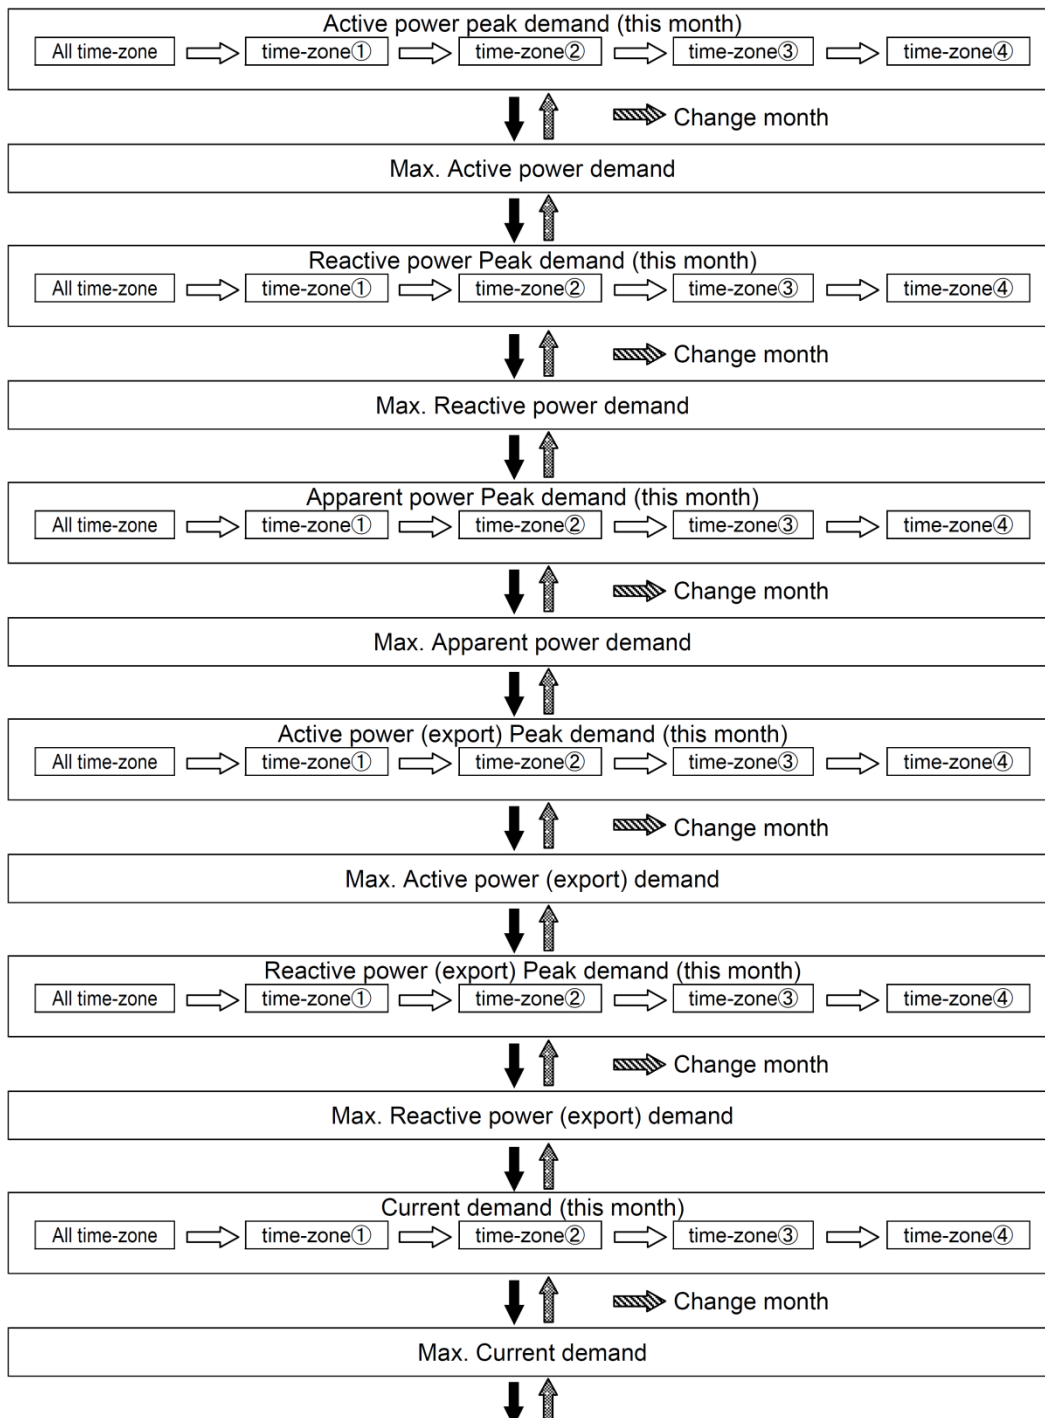 Active power peak demand (this month)
All time-zone time-zone① time-zone② time-zone③ time-zone④
Change month
Max. Active power demand
Reactive power Peak demand (this month)
All time-zone time-zone① time-zone② time-zone③ time-zone④
Change month
Max. Reactive power demand
Apparent power Peak demand (this month)
All time-zone time-zone① time-zone② time-zone③ time-zone④
Change month
Max. Apparent power demand
Active power (export) Peak demand (this month)
All time-zone time-zone① time-zone② time-zone③ time-zone④
Change month
Max. Active power (export) demand
Reactive power (export) Peak demand (this month)
All time-zone time-zone① time-zone② time-zone③ time-zone④
Change month
Max. Reactive power (export) demand
Current demand (this month)
All time-zone time-zone① time-zone② time-zone③ time-zone④
Change month
Max. Current demand